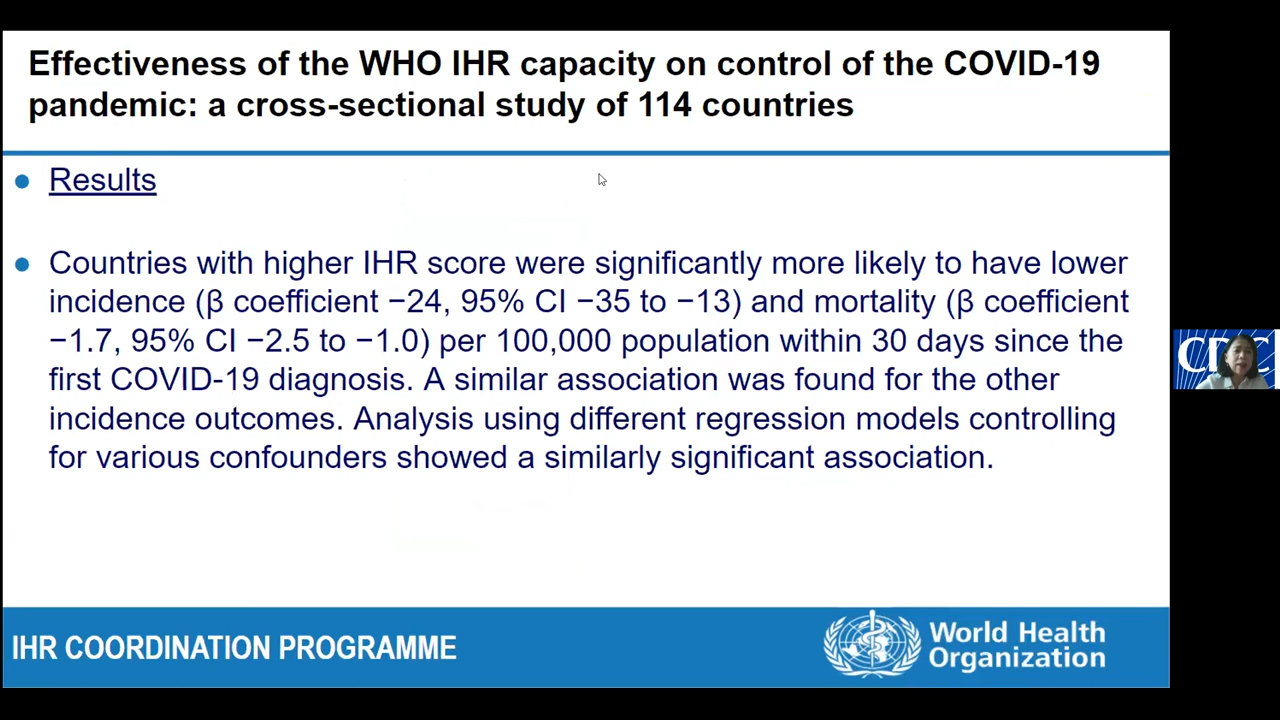 Effectiveness of the WHO IHR capacity on control of the COVID-19
pandemic: a cross-sectional study of 114 countries
Results
Countries with higher IHR score were significantly more likely to have lower
incidence (β coefficient −24, 95% CI −35 to −13) and mortality (β coefficient
−1.7, 95% CI −2.5 to −1.0) per 100,000 population within 30 days since the
first COVID-19 diagnosis. A similar association was found for the other
incidence outcomes. Analysis using different regression models controlling
for various confounders showed a similarly significant association.
IHR COORDINATION PROGRAMME
World Health
Organization